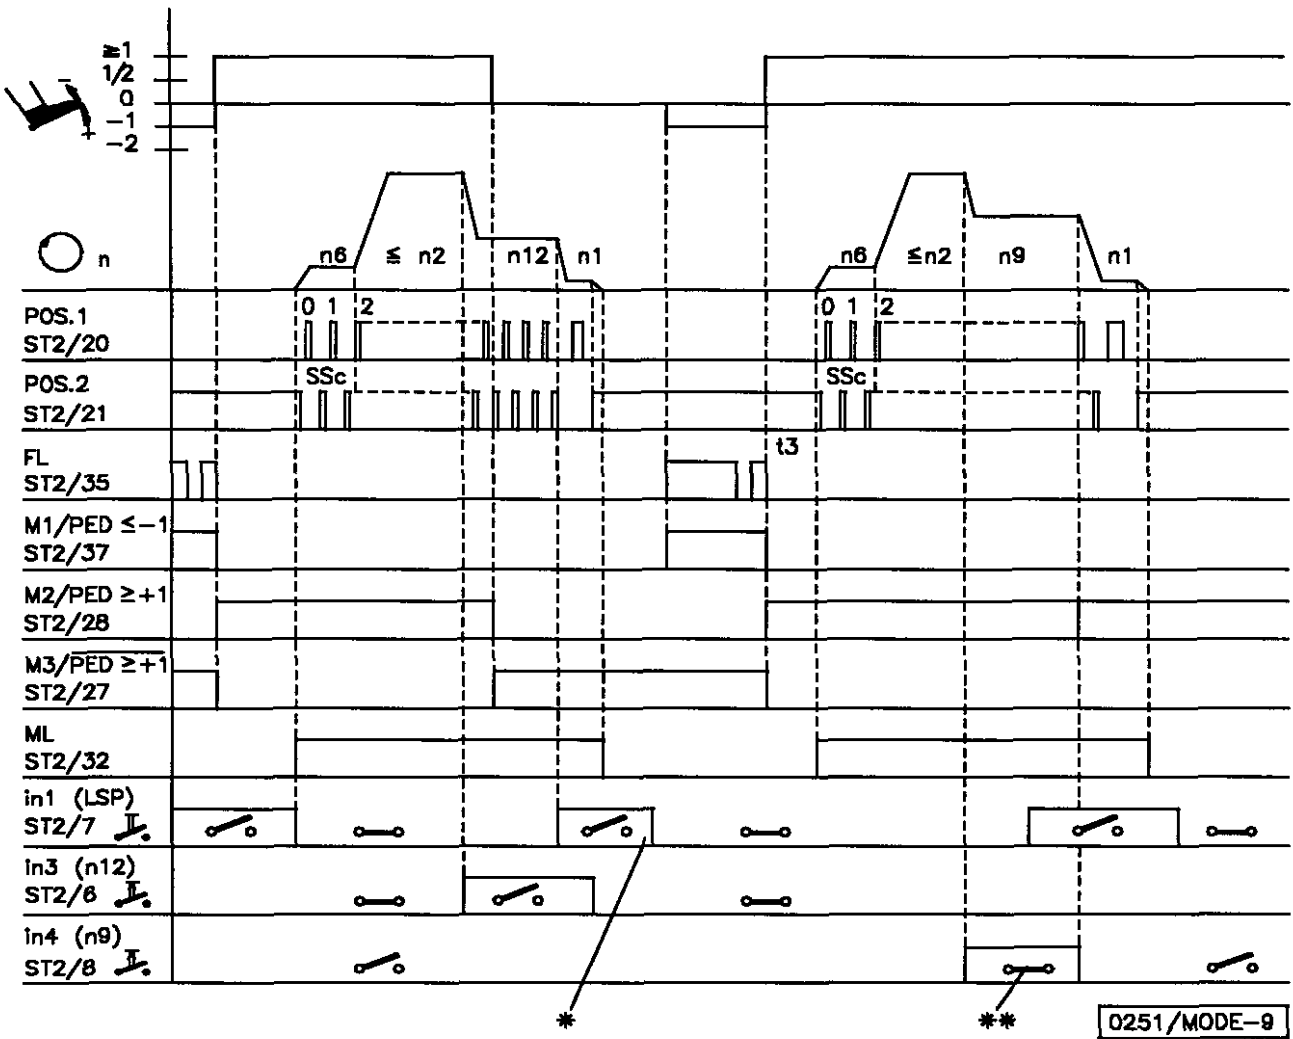 ≥1
1/2
0
-1
-2
- +
n
n6 ≤ n2 n12 n1 n6 ≤n2 n9 n1
POS.1
ST2/20
0 1 2 0 1 2
POS.2
ST2/21
SSc SSc
FL
ST2/35
t3
M1/PED ≤-1
ST2/37
M2/PED ≥+1
ST2/28
M3/PED ≥+1
ST2/27
ML
ST2/32
in1 (LSP)
ST2/7
in3 (n12)
ST2/6
in4 (n9)
ST2/8
* **
0251/MODE-9